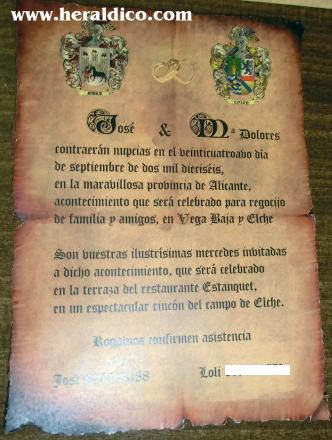 www.heraldico.com
José & Mª Dolores
contraerán nupcias en el veinticuatroavo día
de septiembre de dos mil dieciséis,
en la maravillosa provincia de Alicante,
acontecimiento que será celebrado para regocijo
de familia y amigos, en Vega Baja y Elche
Son vuestras ilustrísimas mercedes invitadas
a dicho acontecimiento, que será celebrado
en la terraza del restaurante Estanquet,
en un espectacular rincón del campo de Elche.
Rogamos confirmen asistencia
José
Loli